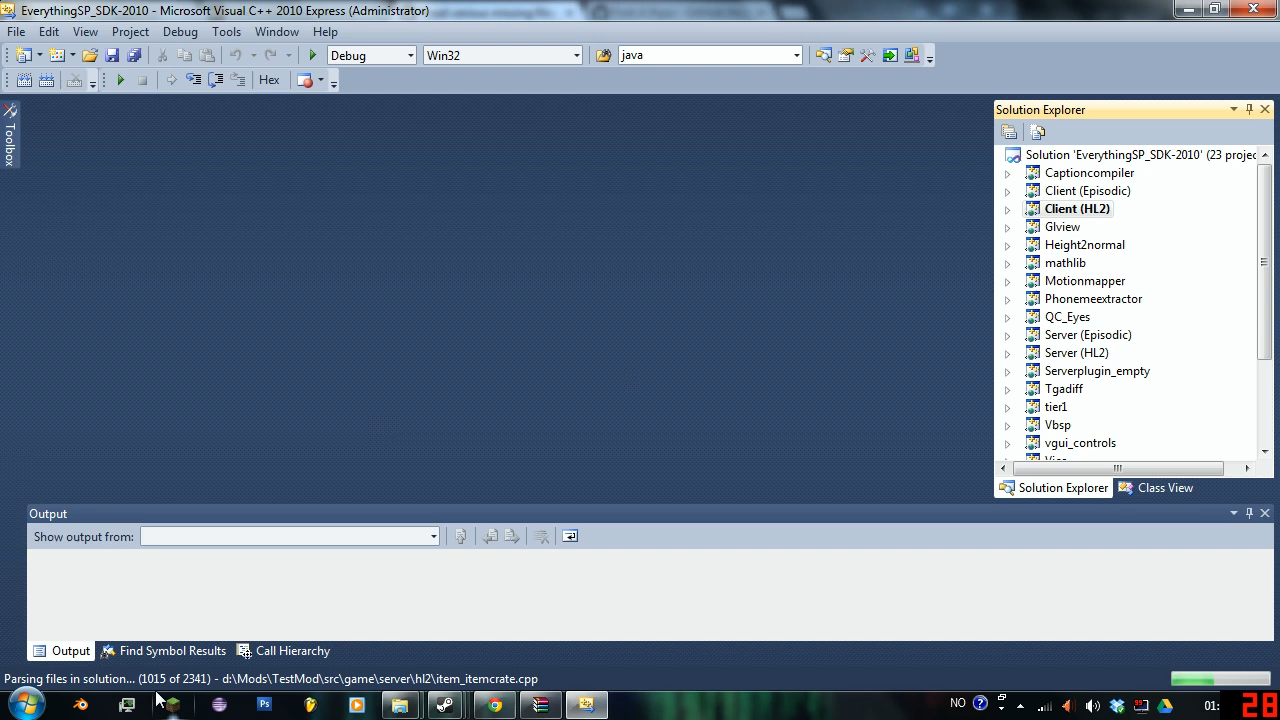 EverythingSP_SDK-2010 - Microsoft Visual C++ 2010 Express (Administrator)
File Edit View Project Debug Tools Window Help
Debug Win32 java
Hex
Toolbox
Solution Explorer
Solution 'EverythingSP_SDK-2010' (23 projec
Captioncompiler
Client (Episodic)
Client (HL2)
Glview
Height2normal
mathlib
Motionmapper
Phonemeextractor
QC_Eyes
Server (Episodic)
Server (HL2)
Serverplugin_empty
Tgadiff
tier1
Vbsp
vgui_controls
Solution Explorer Class View
Output
Show output from:
Output Find Symbol Results Call Hierarchy
Parsing files in solution... (1015 of 2341) - d:\Mods\TestMod\src\game\server\hl2\item_itemcrate.cpp
Ps NO 01: 28